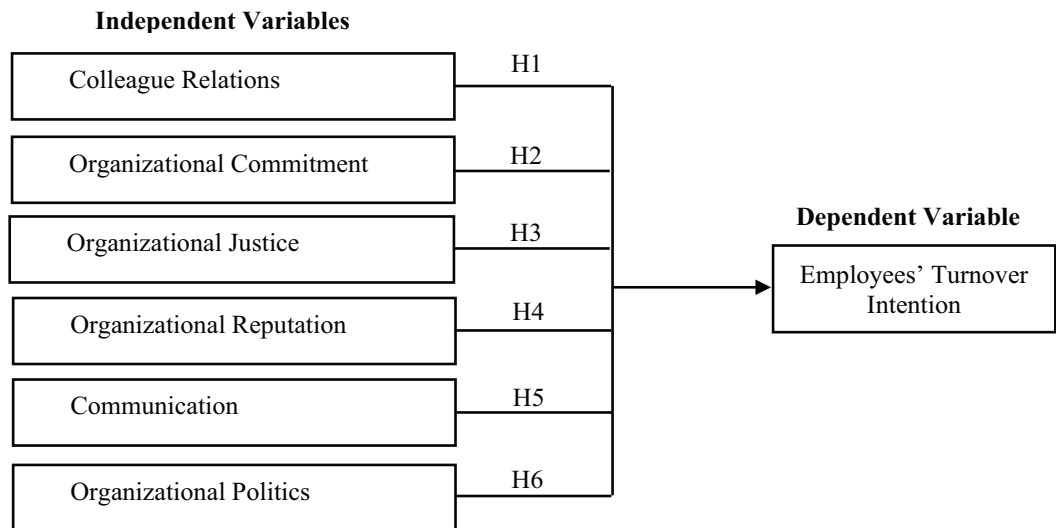 Independent Variables
Colleague Relations
H1
Organizational Commitment
H2
Organizational Justice
H3
Organizational Reputation
H4
Communication
H5
Organizational Politics
H6
Dependent Variable
Employees’ Turnover
Intention